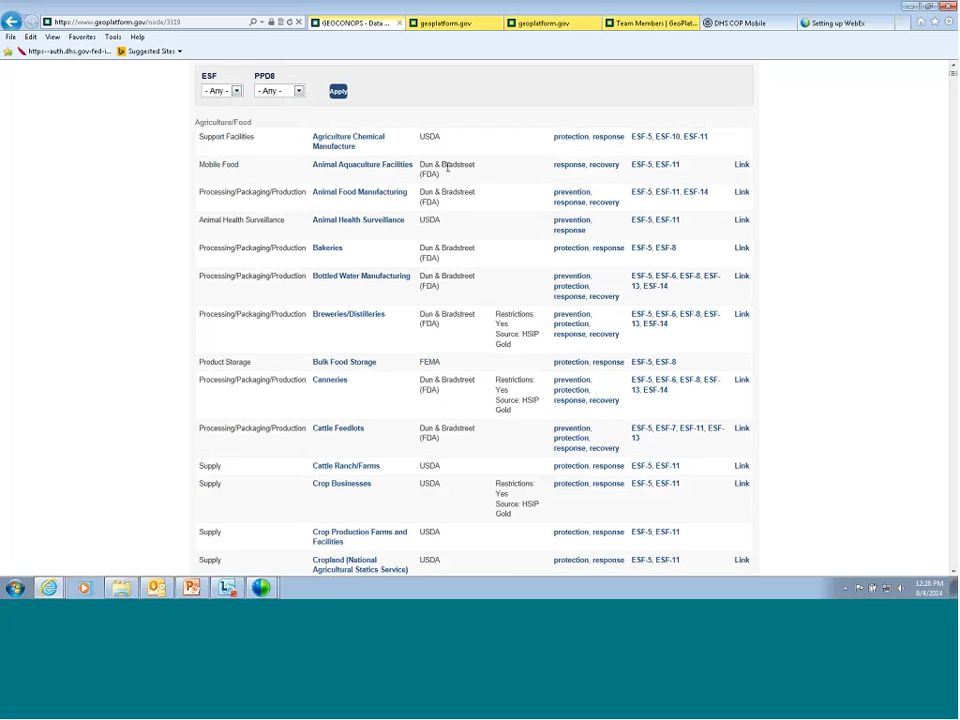 https://www.geoplatform.gov/node/3319
GEOCONOPS - Data ...
geoplatform.gov
geoplatform.gov
Team Members | GeoPlat...
DHS COP Mobile
Setting up WebEx
File Edit View Favorites Tools Help
https--auth.dhs.gov-fed-i...
Suggested Sites
ESF PPD8
- Any - - Any - Apply
Agriculture/Food
Support Facilities Agriculture Chemical USDA protection, response ESF-5, ESF-10, ESF-11
Manufacture
Mobile Food Animal Aquaculture Facilities Dun & Bradstreet response, recovery ESF-5, ESF-11 Link
(FDA)
Processing/Packaging/Production Animal Food Manufacturing Dun & Bradstreet prevention, ESF-5, ESF-11, ESF-14 Link
(FDA) response, recovery
Animal Health Surveillance Animal Health Surveillance USDA prevention, ESF-5, ESF-11 Link
response
Processing/Packaging/Production Bakeries Dun & Bradstreet protection, response ESF-5, ESF-8 Link
(FDA)
Processing/Packaging/Production Bottled Water Manufacturing Dun & Bradstreet prevention, ESF-5, ESF-6, ESF-8, ESF- Link
(FDA) protection, 13, ESF-14
response, recovery
Processing/Packaging/Production Breweries/Distilleries Dun & Bradstreet Restrictions: prevention, ESF-5, ESF-6, ESF-8, ESF- Link
(FDA) Yes protection, 13, ESF-14
Source: HSIP response, recovery
Gold
Product Storage Bulk Food Storage FEMA protection, response ESF-5, ESF-8
Processing/Packaging/Production Canneries Dun & Bradstreet Restrictions: prevention, ESF-5, ESF-6, ESF-8, ESF- Link
(FDA) Yes protection, 13, ESF-14
Source: HSIP response, recovery
Gold
Processing/Packaging/Production Cattle Feedlots Dun & Bradstreet prevention, ESF-5, ESF-7, ESF-11, ESF- Link
(FDA) protection, 13
response, recovery
Supply Cattle Ranch/Farms USDA protection, response ESF-5, ESF-11 Link
Supply Crop Businesses USDA Restrictions: protection, response ESF-5, ESF-11 Link
Yes
Source: HSIP
Gold
Supply Crop Production Farms and USDA protection, response ESF-5, ESF-11
Facilities
Supply Cropland (National USDA protection, response ESF-5, ESF-11 Link
Agricultural Statics Service)
12:26 PM
6/4/2014